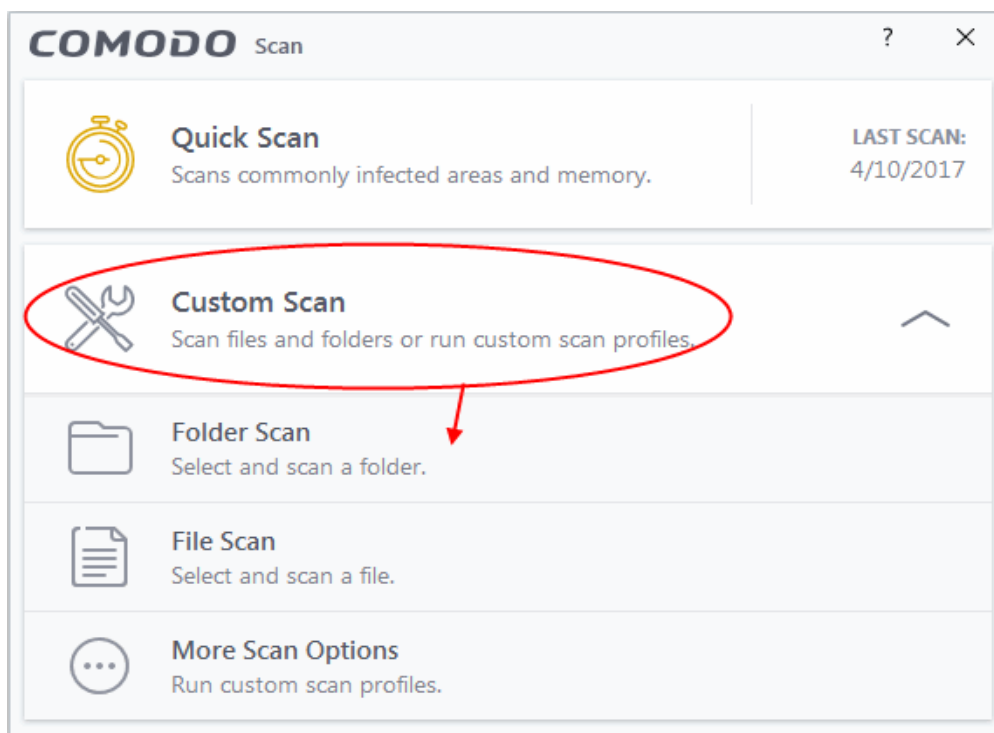 COMODO Scan ?
Quick Scan
Scans commonly infected areas and memory.
LAST SCAN:
4/10/2017
Custom Scan
Scan files and folders or run custom scan profiles.
Folder Scan
Select and scan a folder.
File Scan
Select and scan a file.
More Scan Options
Run custom scan profiles.